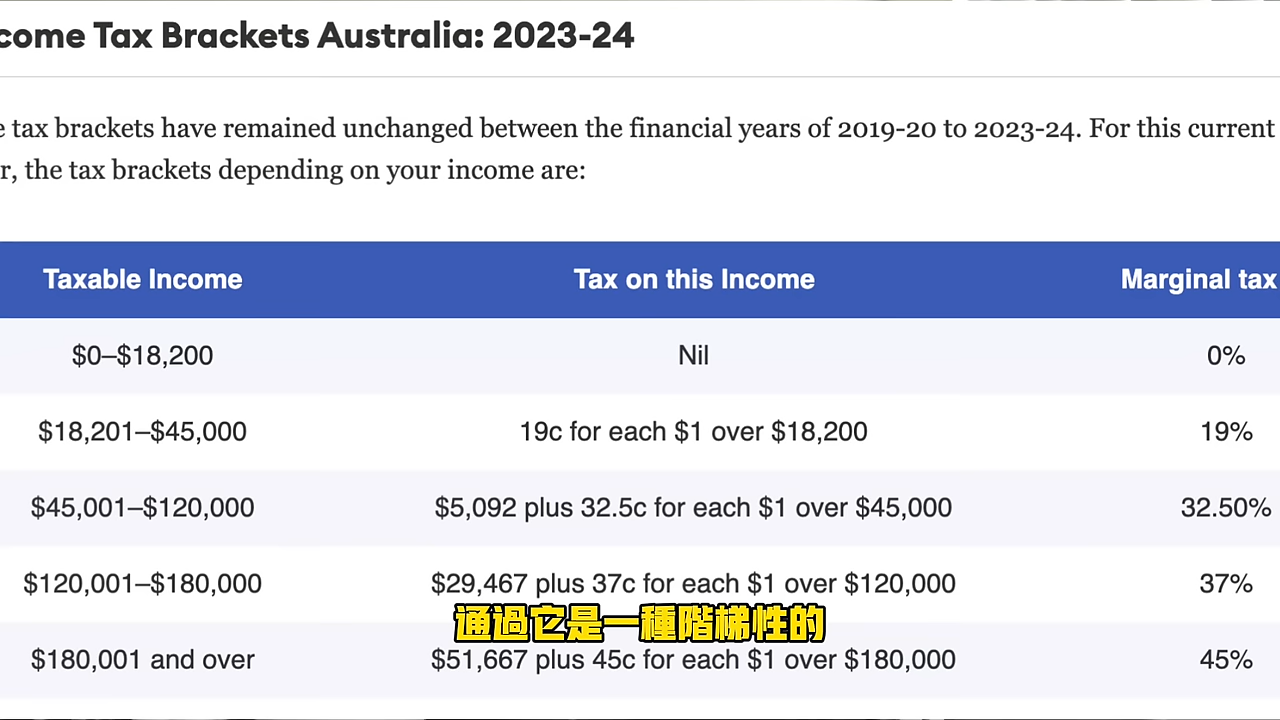 come Tax Brackets Australia: 2023-24
e tax brackets have remained unchanged between the financial years of 2019-20 to 2023-24. For this current
r, the tax brackets depending on your income are:
Taxable Income Tax on this Income Marginal tax
$0–$18,200 Nil 0%
$18,201–$45,000 19c for each $1 over $18,200 19%
$45,001–$120,000 $5,092 plus 32.5c for each $1 over $45,000 32.50%
$120,001–$180,000 $29,467 plus 37c for each $1 over $120,000 37%
通過它是一種階梯性的
$180,001 and over $51,667 plus 45c for each $1 over $180,000 45%